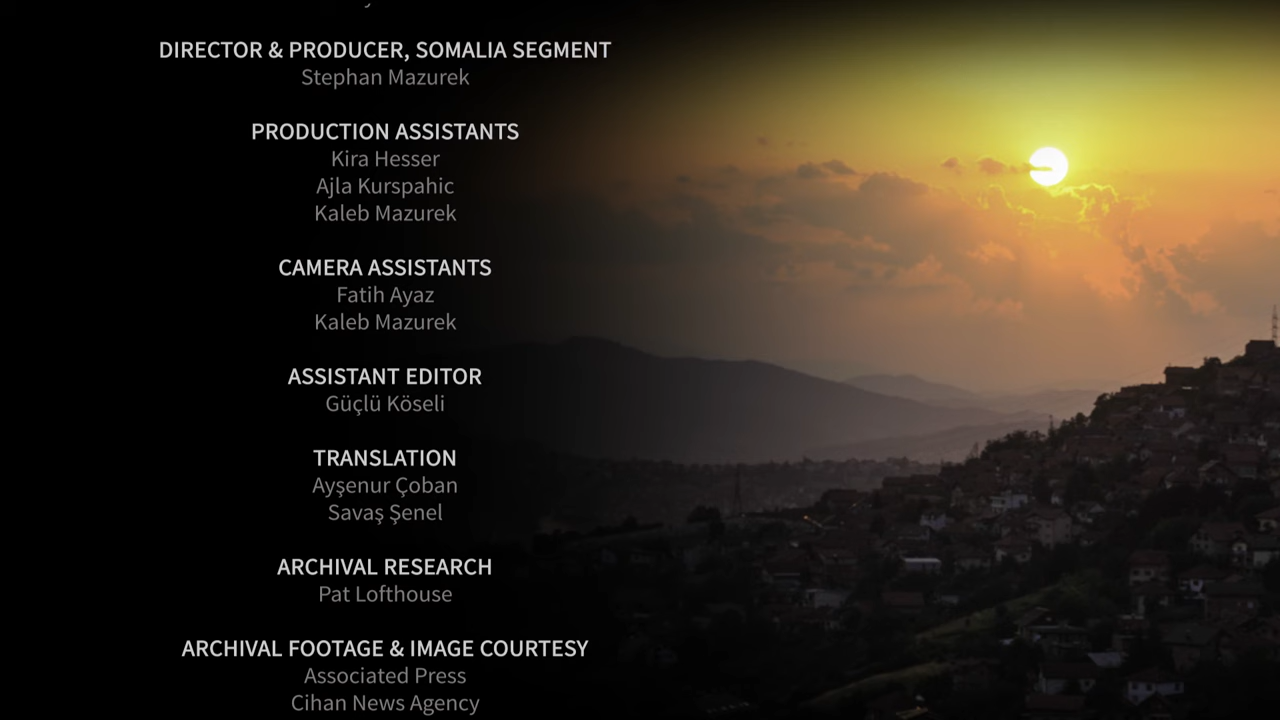 DIRECTOR & PRODUCER, SOMALIA SEGMENT
Stephan Mazurek
PRODUCTION ASSISTANTS
Kira Hesser
Ajla Kurspahic
Kaleb Mazurek
CAMERA ASSISTANTS
Fatih Ayaz
Kaleb Mazurek
ASSISTANT EDITOR
Güçlü Köseli
TRANSLATION
Ayşenur Çoban
Savaş Şenel
ARCHIVAL RESEARCH
Pat Lofthouse
ARCHIVAL FOOTAGE & IMAGE COURTESY
Associated Press
Cihan News Agency